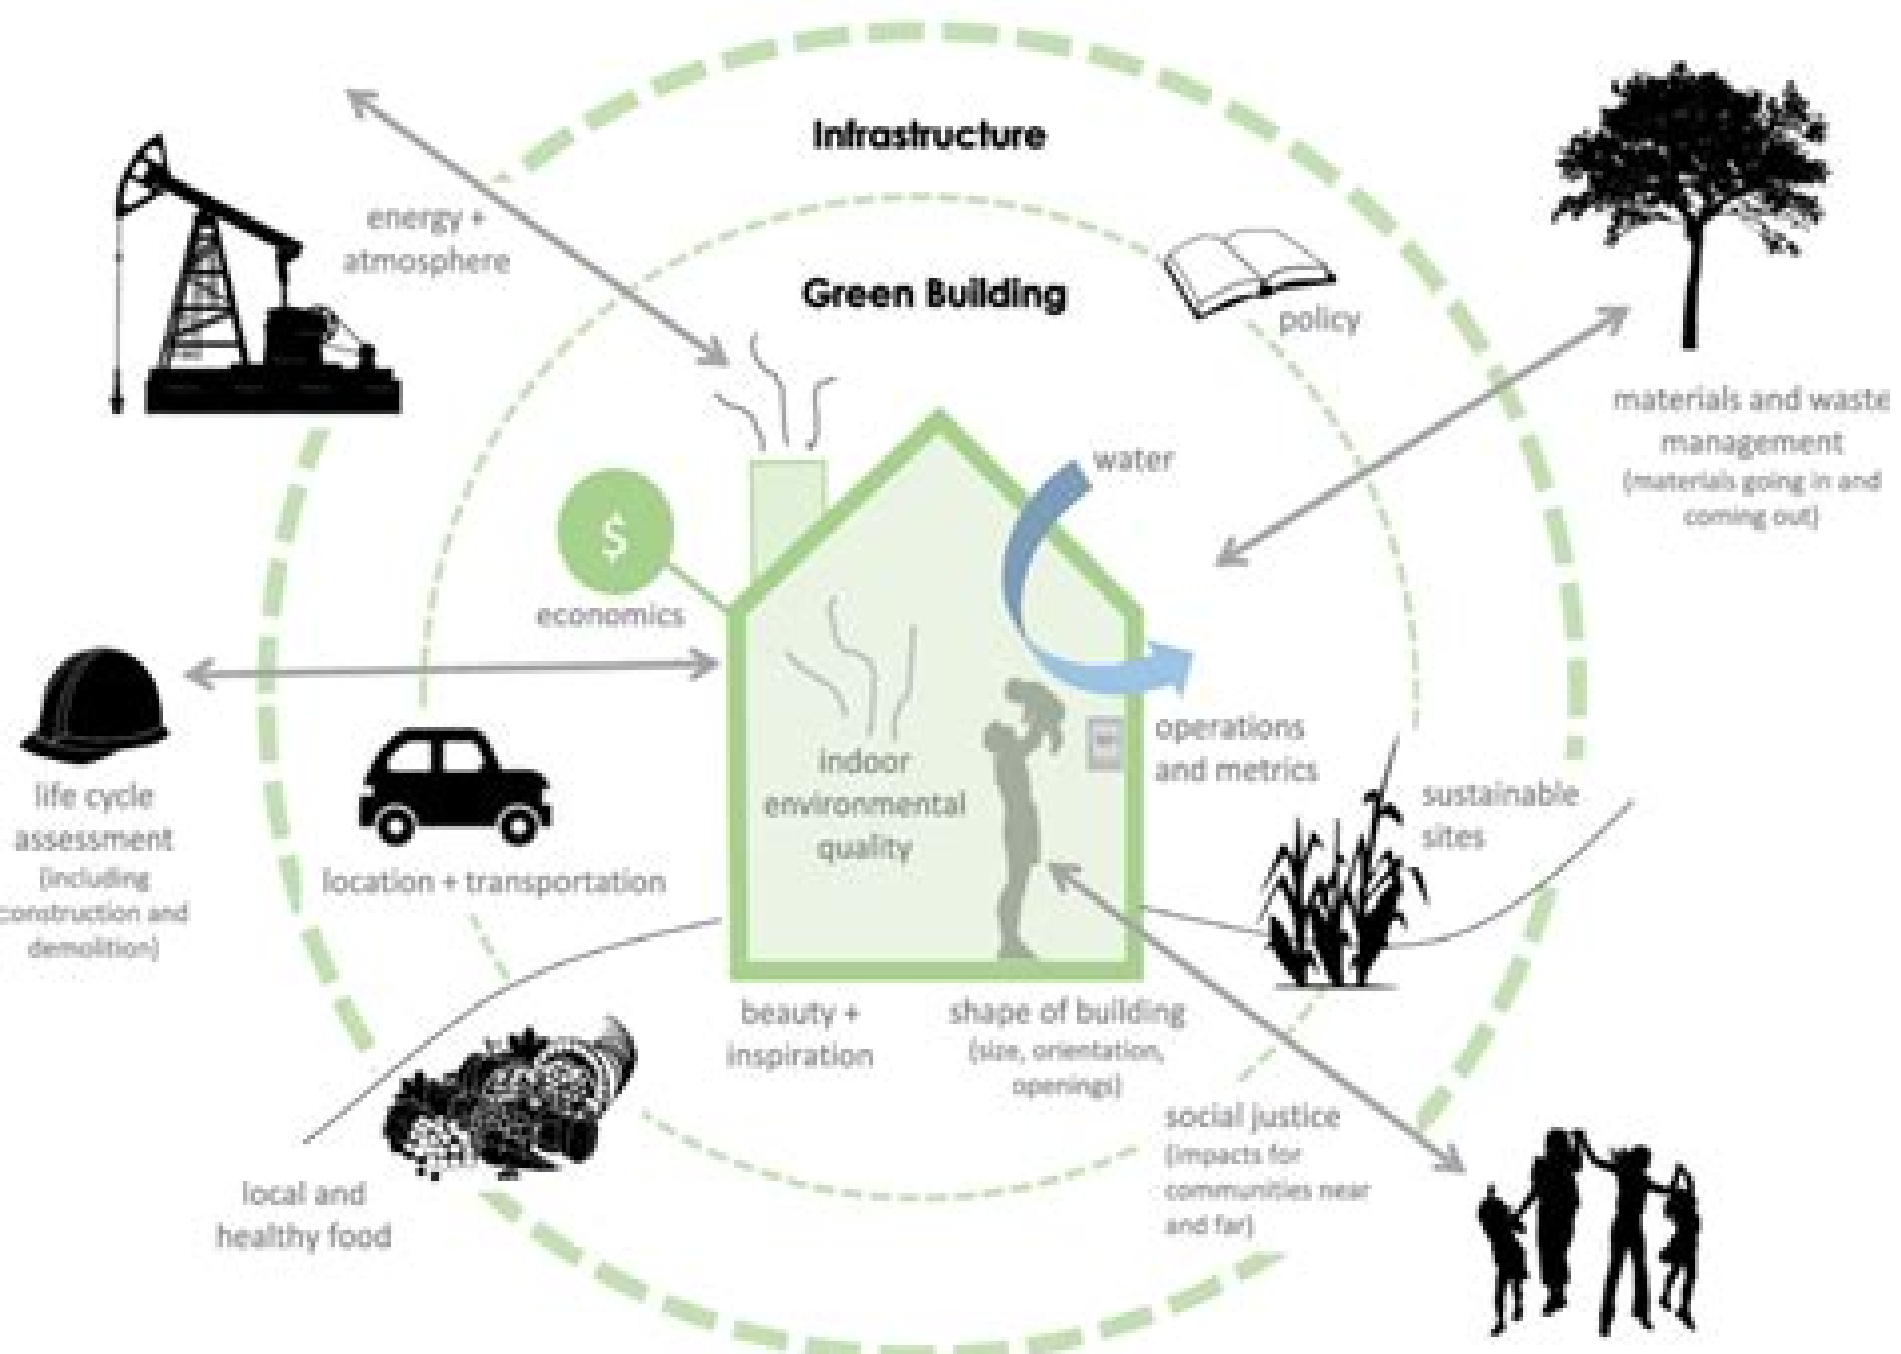 Infrastructure
energy +
atmosphere
Green Building
policy
materials and waste
management
(materials going in and
coming out)
water
$
economics
life cycle
assessment
(including
construction and
demolition)
location + transportation
indoor
environmental
quality
operations
and metrics
sustainable
sites
beauty +
inspiration
shape of building
(size, orientation,
openings)
social justice
(impacts for
communities near
and far)
local and
healthy food